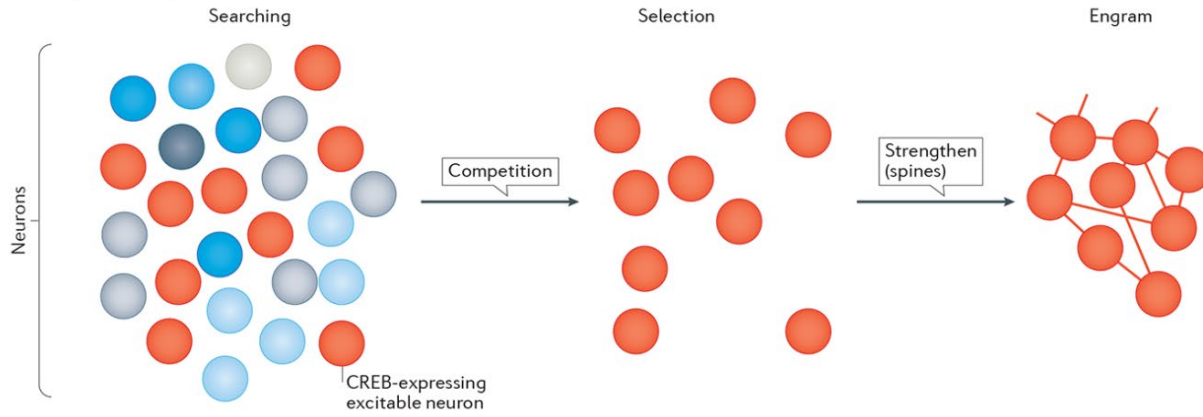 Searching
Selection
Engram
Neurons
Competition
Strengthen
(spines)
CREB-expressing
excitable neuron